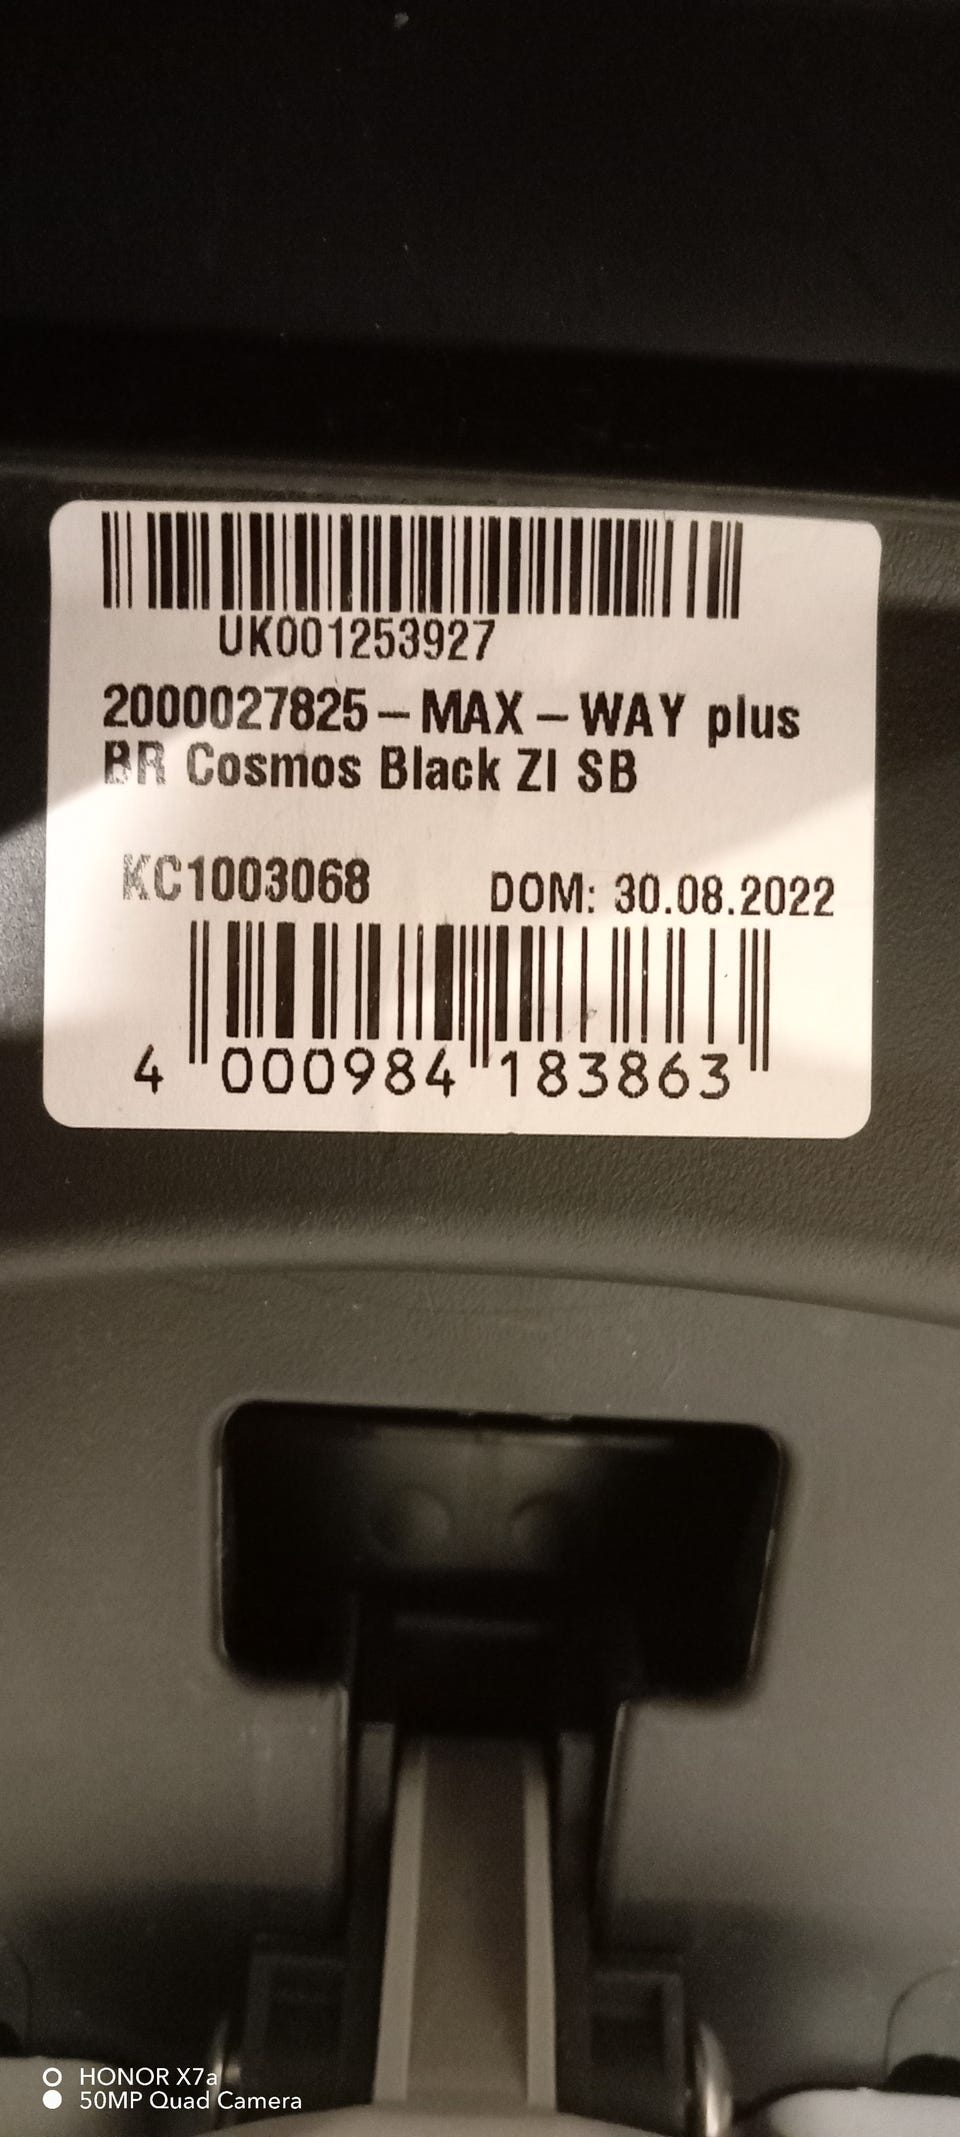 UK001253927
2000027825 – MAX – WAY plus
BR Cosmos Black ZI SB
KC1003068 DOM: 30.08.2022
4 000984 183863
HONOR X7a
50MP Quad Camera